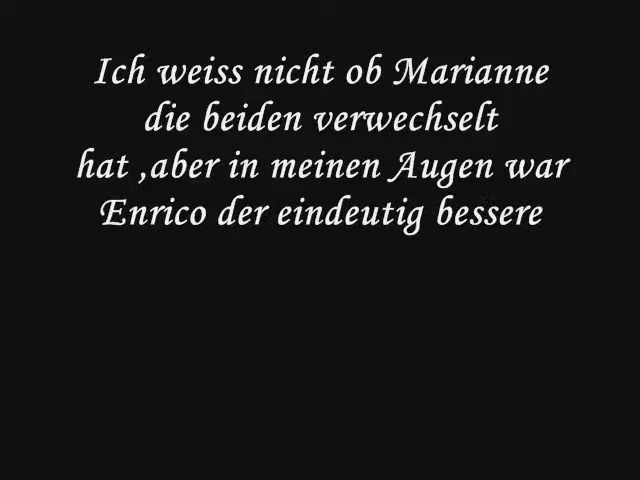 Ich weiss nicht ob Marianne
die beiden verwechselt
hat ,aber in meinen Augen war
Enrico der eindeutig bessere